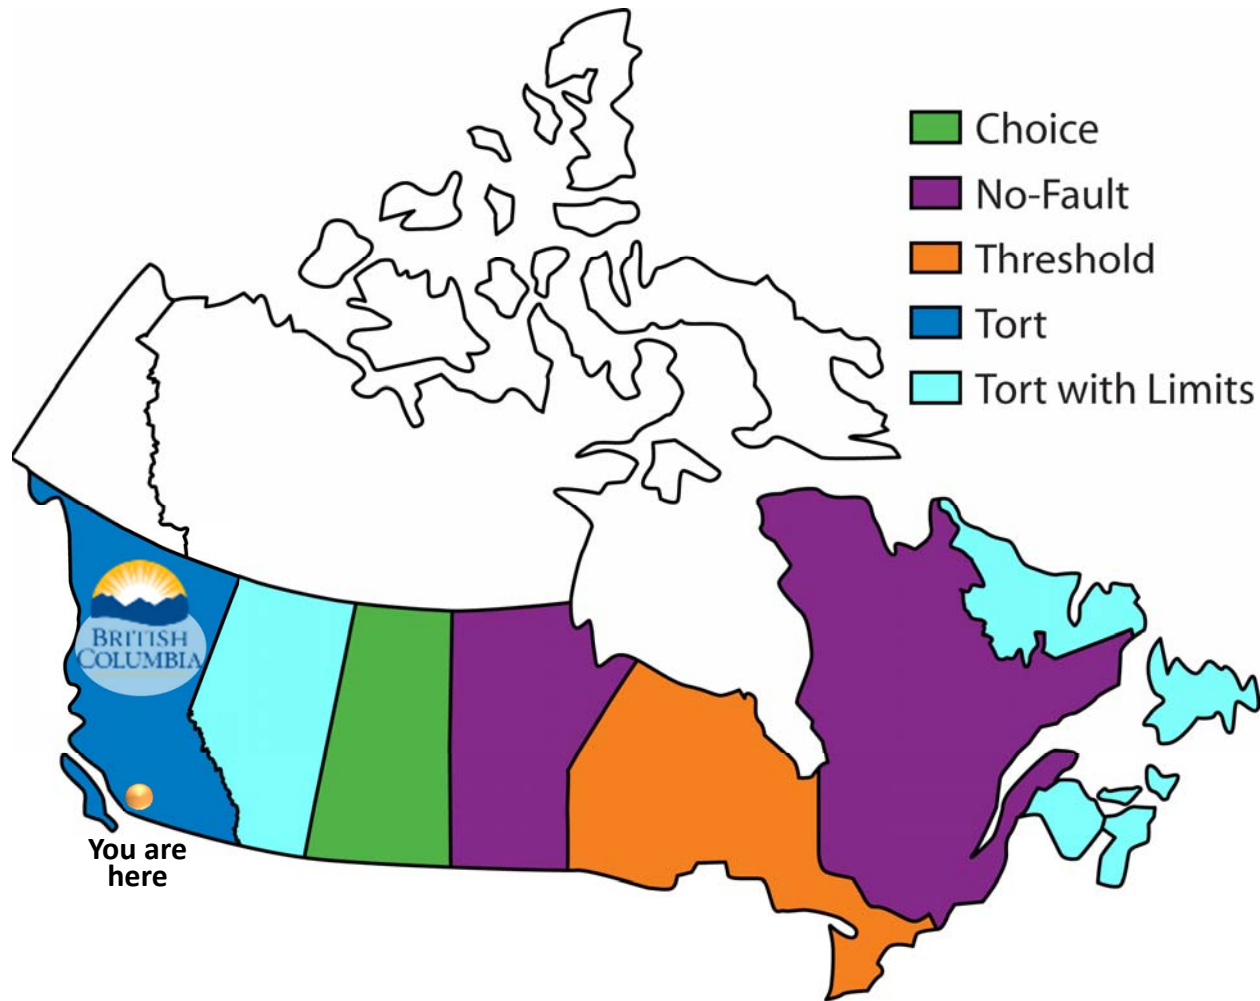 Choice
No-Fault
Threshold
Tort
Tort with Limits
BRITISH
COLUMBIA
You are
here